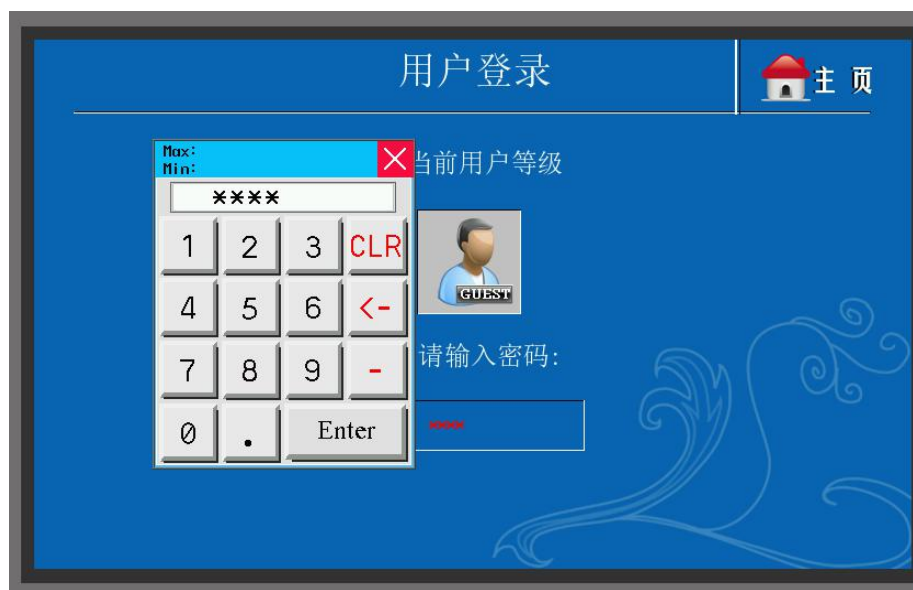 用户登录
主 页
当前用户等级
GUEST
请输入密码:
****
Max:
Min:
****
1 2 3 CLR
4 5 6 <-
7 8 9 -
0 . Enter